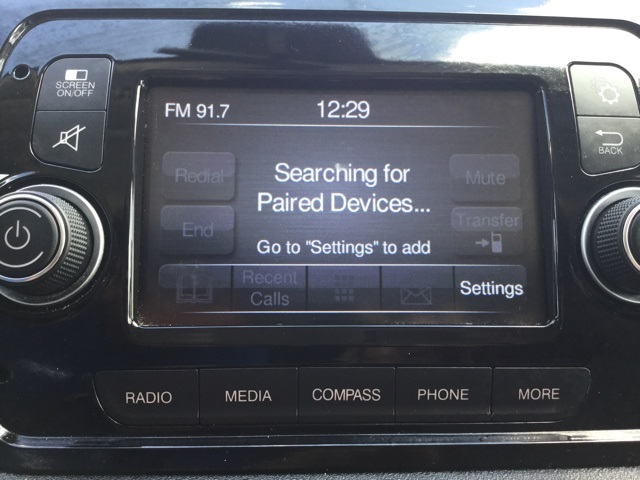 SCREEN
ON/OFF
FM 91.7
12:29
BACK
Redial
Searching for
Paired Devices...
Mute
End
Transfer
Go to "Settings" to add
Recent
Calls
Settings
RADIO
MEDIA
COMPASS
PHONE
MORE